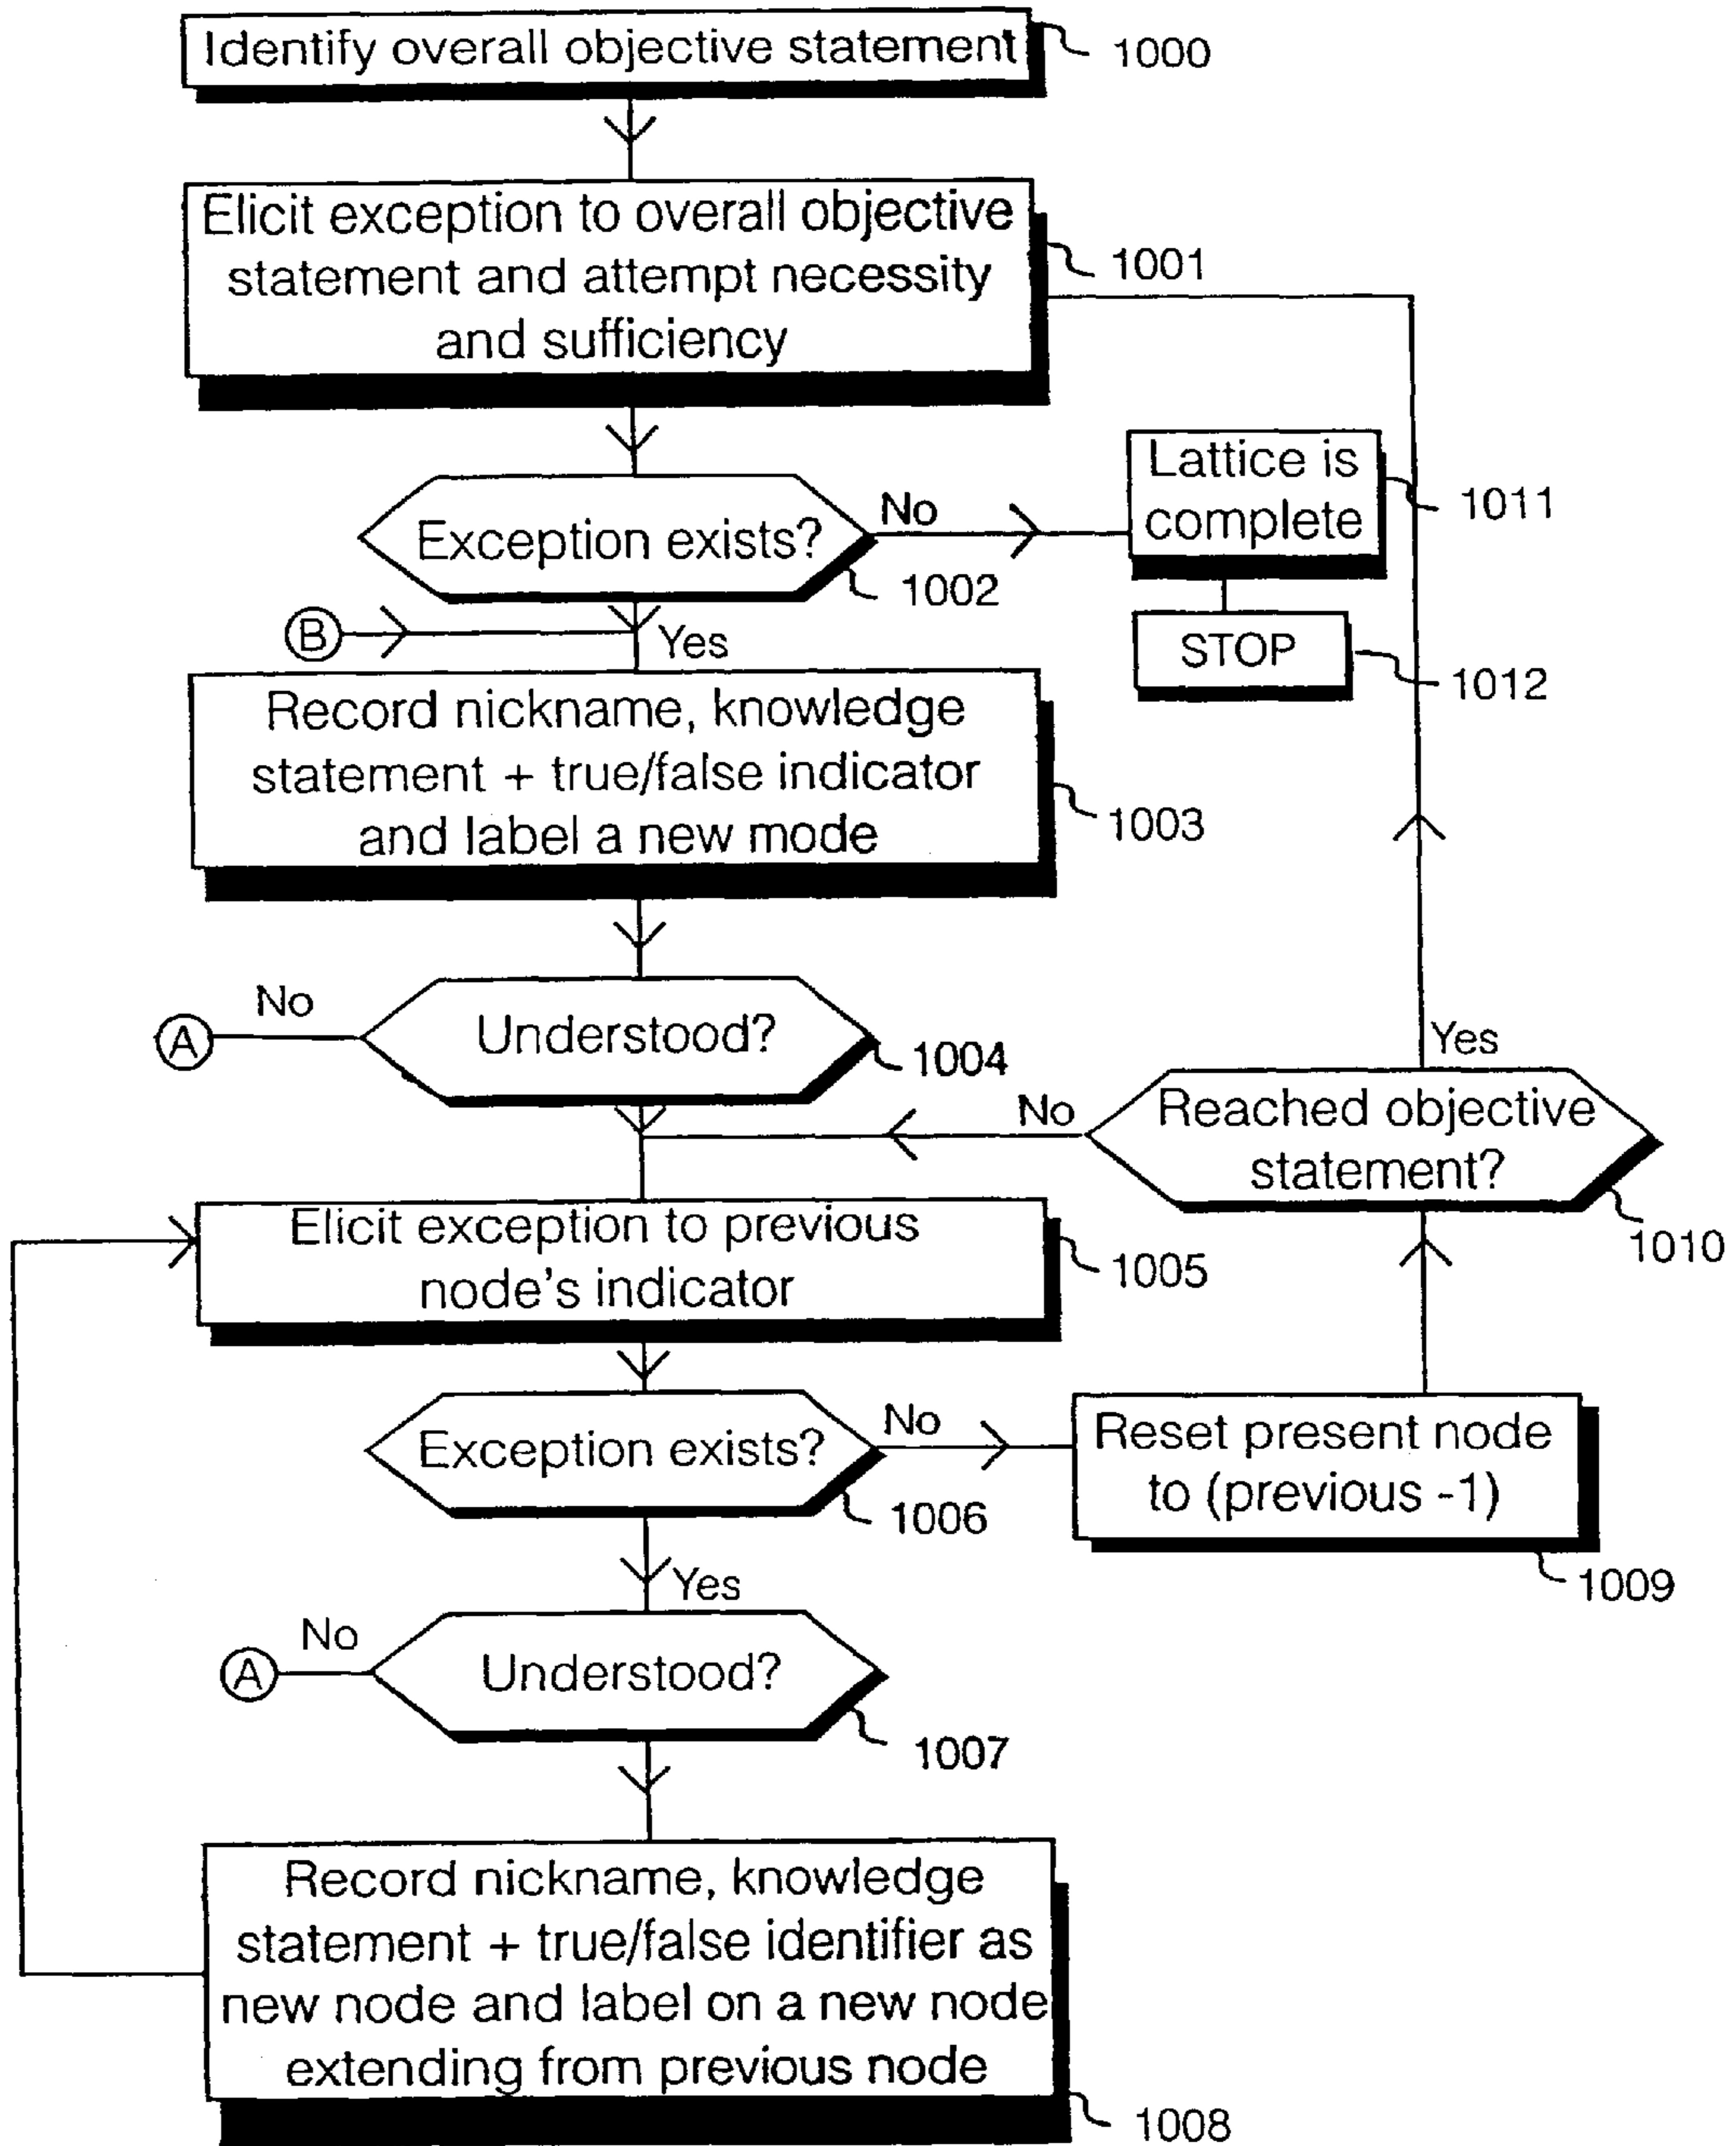 Identify overall objective statement
1000
Elicit exception to overall objective
statement and attempt necessity
and sufficiency
1001
Exception exists?
1002
No
Lattice is
complete
1011
STOP
1012
B
Yes
Record nickname, knowledge
statement + true/false indicator
and label a new mode
1003
No
A
Understood?
1004
Yes
No
Reached objective
statement?
1010
Elicit exception to previous
node's indicator
1005
Exception exists?
1006
No
Reset present node
to (previous -1)
1009
Yes
No
A
Understood?
1007
Record nickname, knowledge
statement + true/false identifier as
new node and label on a new node
extending from previous node
1008